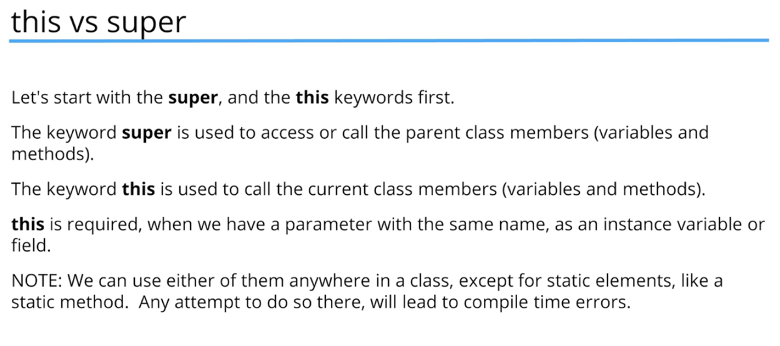 this vs super
Let's start with the super, and the this keywords first.
The keyword super is used to access or call the parent class members (variables and
methods).
The keyword this is used to call the current class members (variables and methods).
this is required, when we have a parameter with the same name, as an instance variable or
field.
NOTE: We can use either of them anywhere in a class, except for static elements, like a
static method.  Any attempt to do so there, will lead to compile time errors.